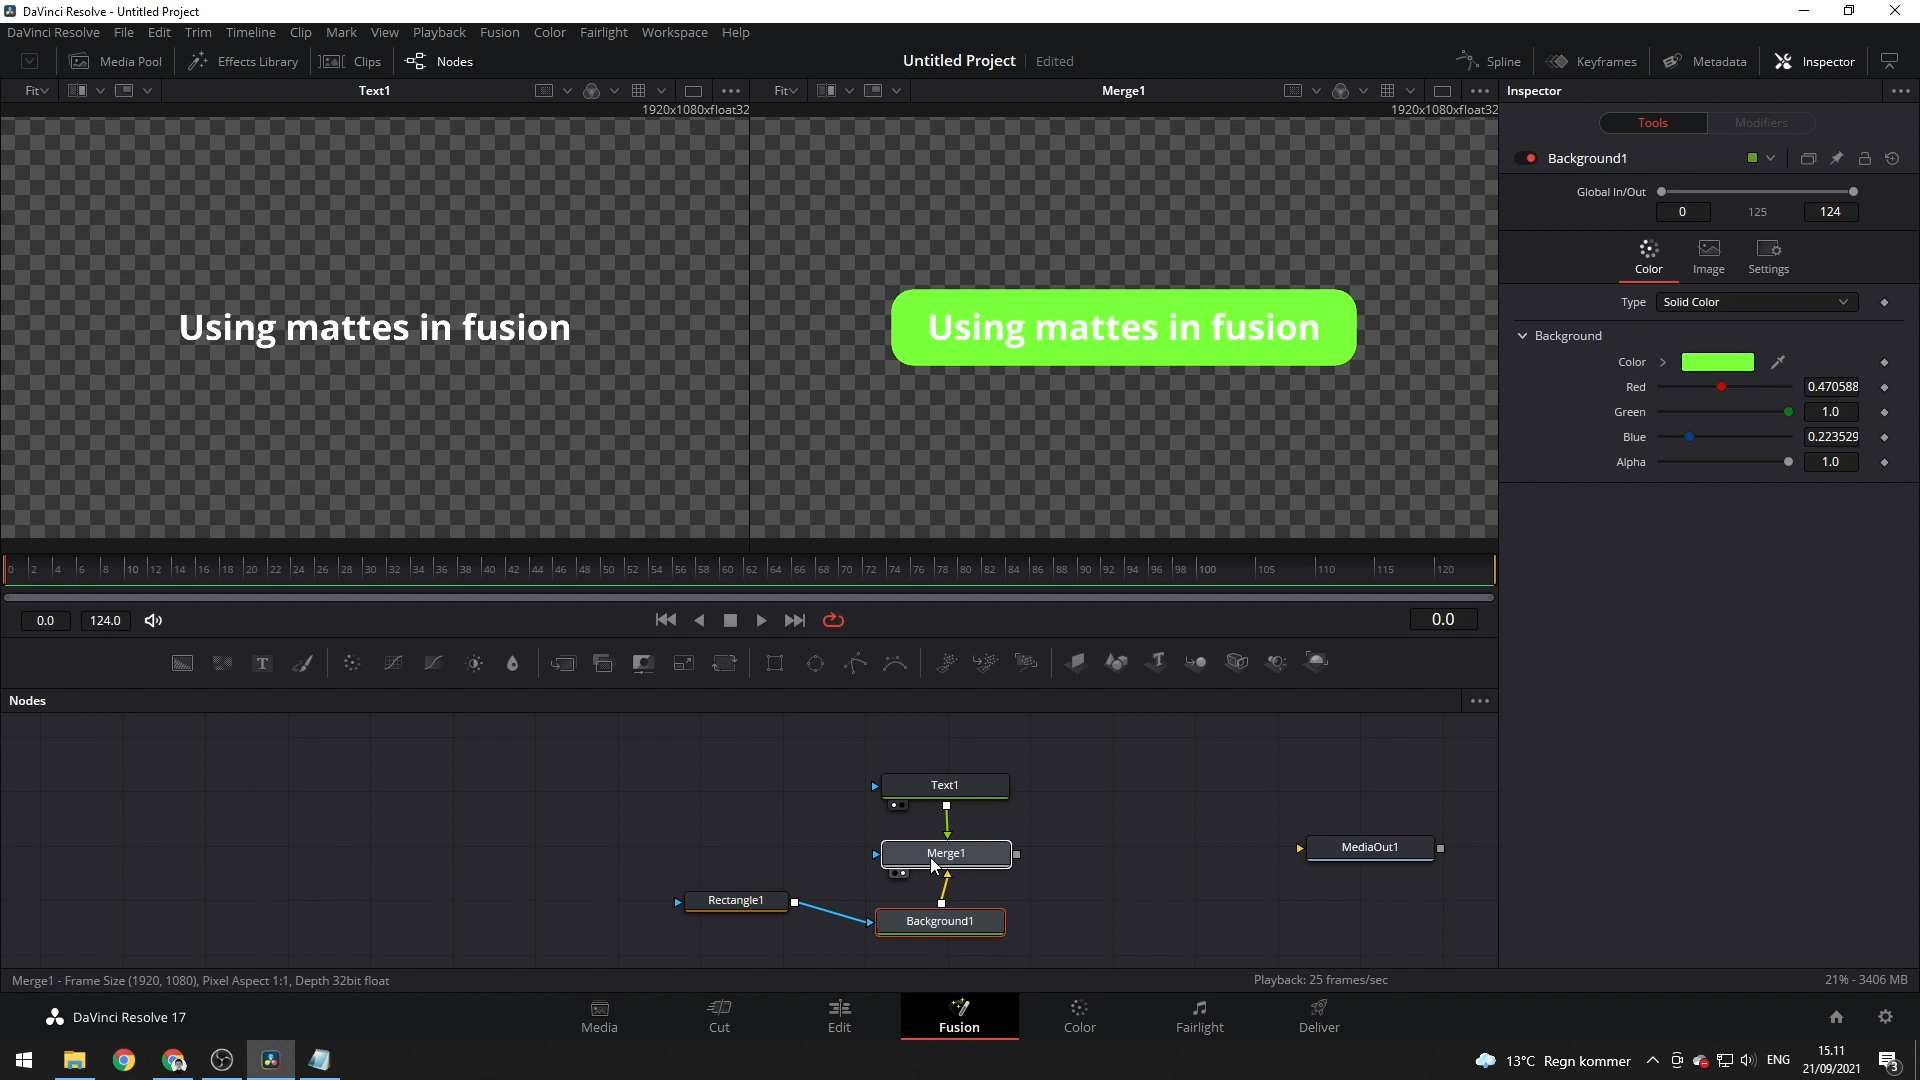 DaVinci Resolve - Untitled Project
DaVinci Resolve File Edit Trim Timeline Clip Mark View Playback Fusion Color Fairlight Workspace Help
Media Pool Effects Library Clips Nodes Untitled Project Edited Spline Keyframes Metadata Inspector
Fit Text1 Fit Merge1 Inspector
1920x1080xfloat32 1920x1080xfloat32
Tools Modifiers
Background1
Global In/Out
0 125 124
Color Image Settings
Type Solid Color
Background
Color
Red 0.470588
Green 1.0
Blue 0.223529
Alpha 1.0
Using mattes in fusion Using mattes in fusion
0 2 4 6 8 10 12 14 16 18 20 22 24 26 28 30 32 34 36 38 40 42 44 46 48 50 52 54 56 58 60 62 64 66 68 70 72 74 76 78 80 82 84 86 88 90 92 94 96 98 100 105 110 115 120
0.0 124.0 0.0
Nodes
Text1
Merge1 MediaOut1
Rectangle1
Background1
Merge1 - Frame Size (1920, 1080), Pixel Aspect 1:1, Depth 32bit float Playback: 25 frames/sec 21% - 3406 MB
DaVinci Resolve 17 Media Cut Edit Fusion Color Fairlight Deliver
13°C Regn kommer ENG 15.11
21/09/2021
3